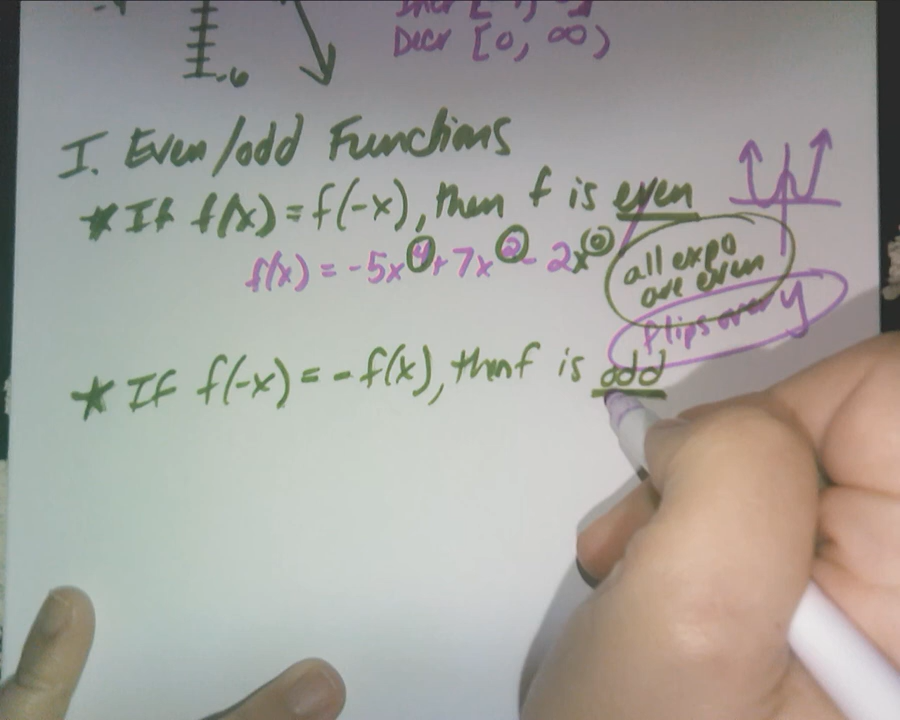 Decr [0, ∞)
-6
I. Even/odd Functions
* If f(x) = f(-x), then f is even
f(x) = -5x⁴ + 7x² - 2x⁰
all expo
are even
flips over y
* If f(-x) = -f(x), then f is odd